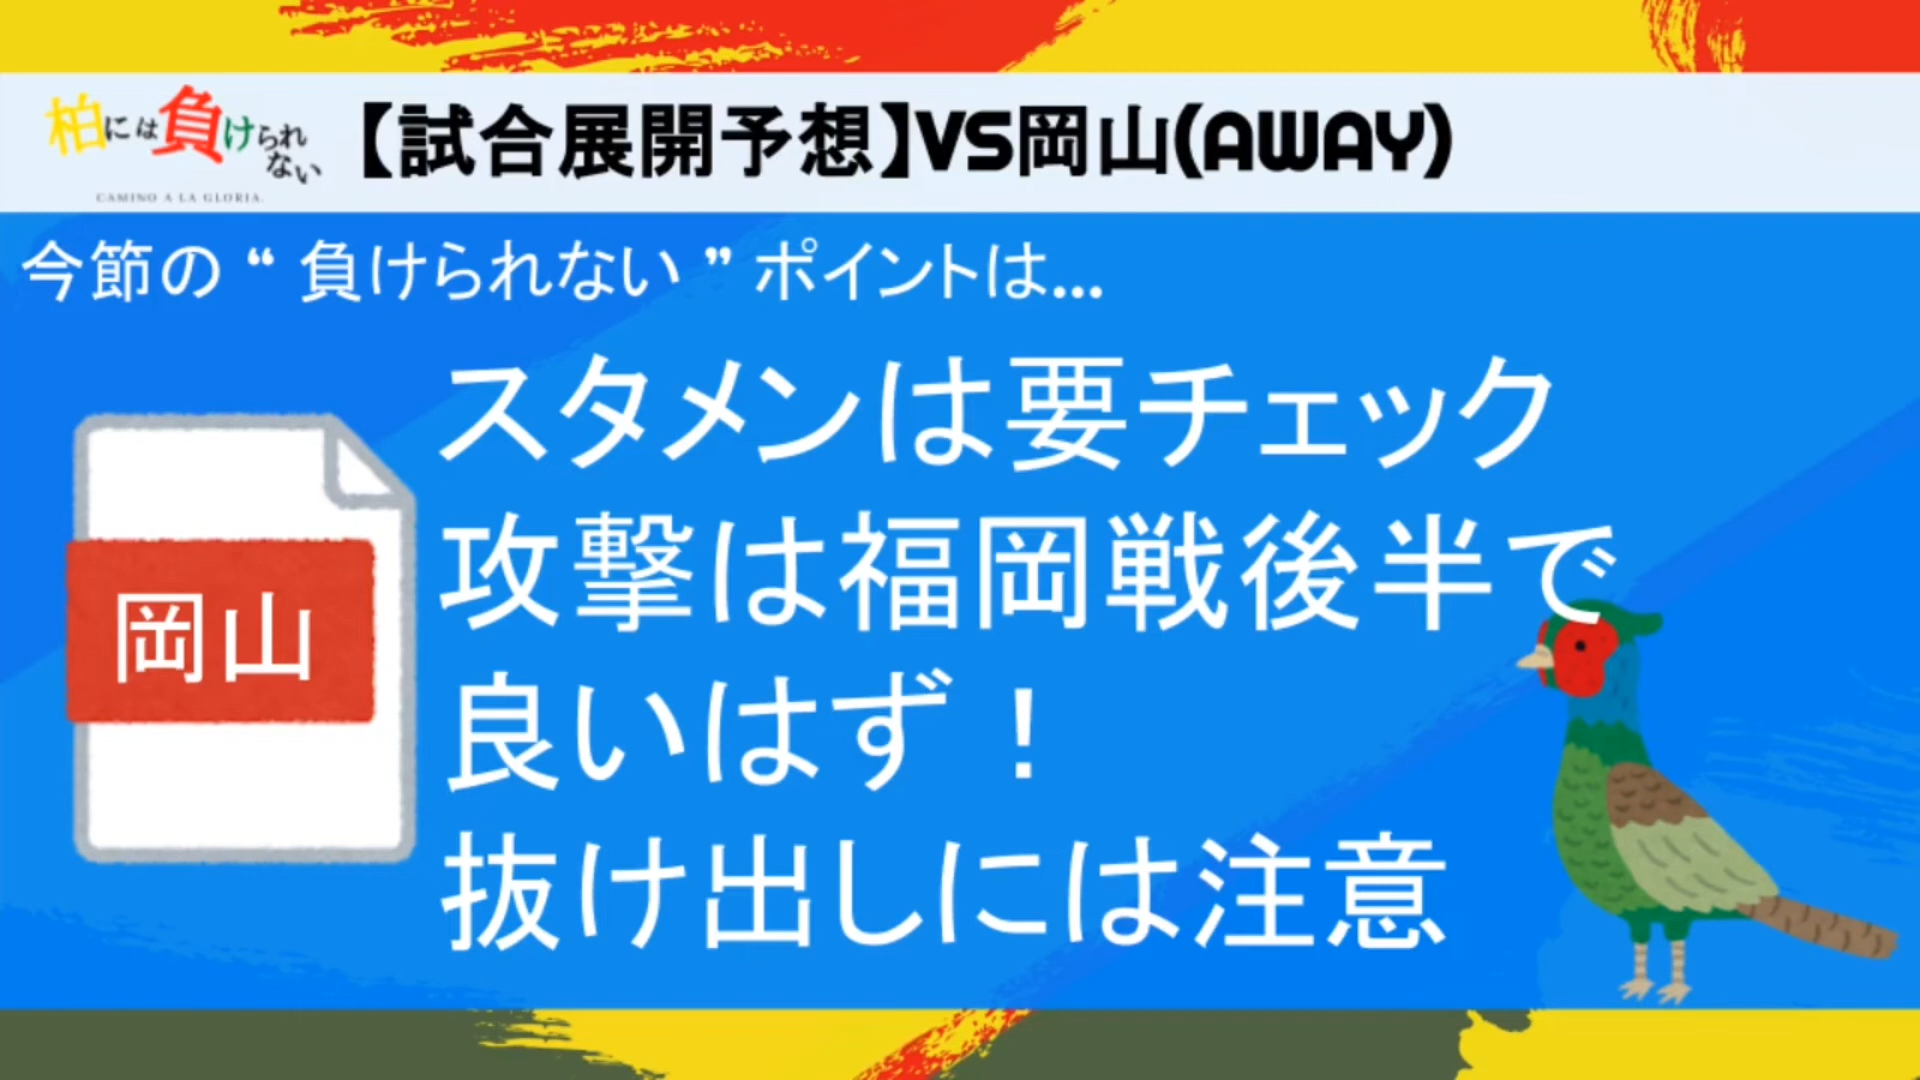 柏には負けられない
CAMINO A LA GLORIA.
【試合展開予想】VS岡山(AWAY)
今節の“負けられない”ポイントは...
スタメンは要チェック
攻撃は福岡戦後半で
良いはず！
抜け出しには注意
岡山